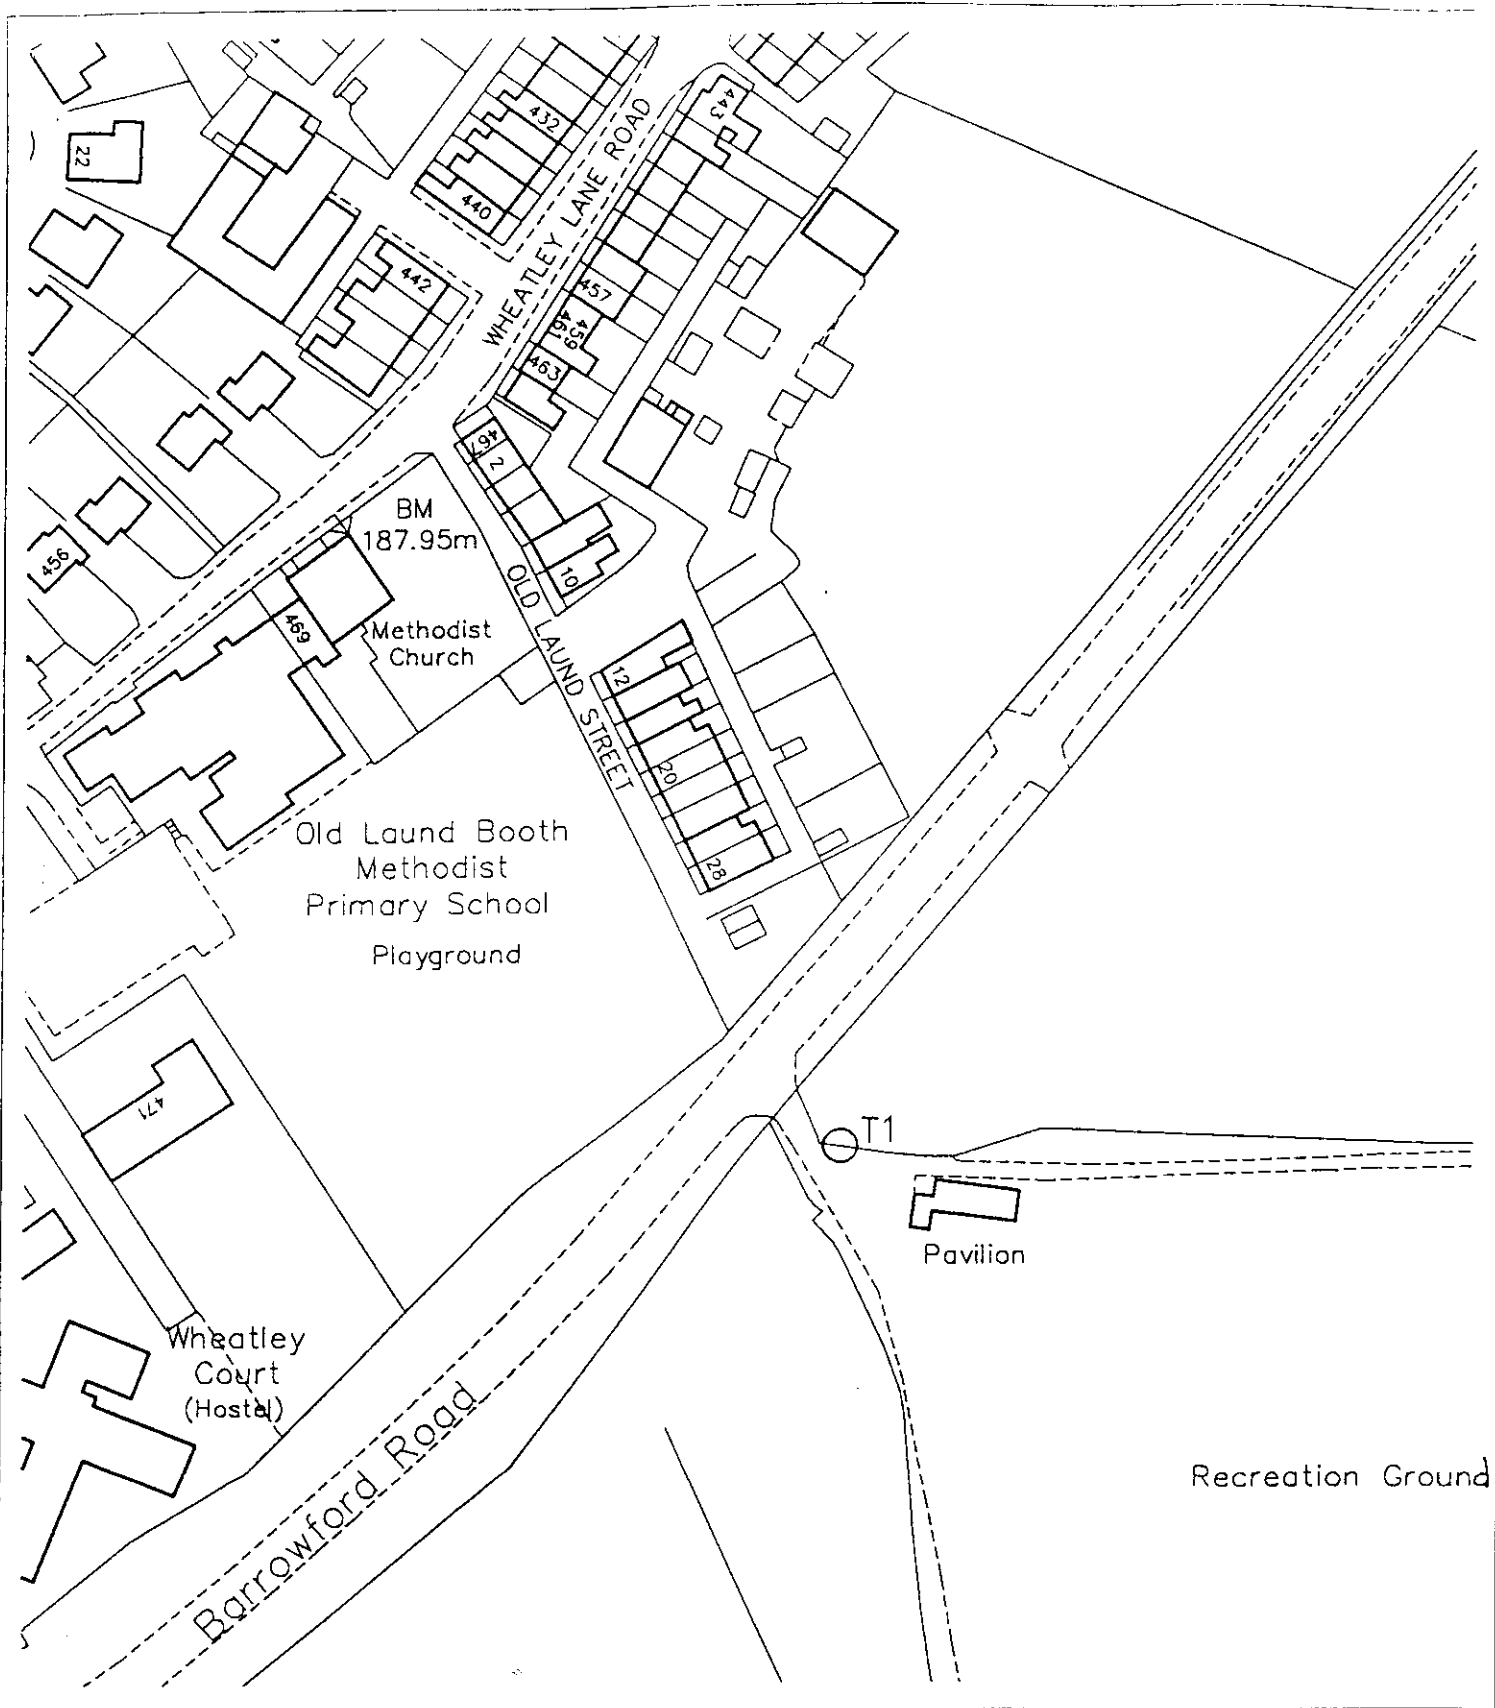 443
432
22
WHEATLEY LANE ROAD
440
442
457
459
461
463
467
2
BM
187.95m
456
10
OLD LAUND STREET
469
Methodist
Church
12
20
28
Old Laund Booth
Methodist
Primary School
Playground
471
T1
Pavilion
Wheatley
Court
(Hostel)
Barrowford Road
Recreation Ground